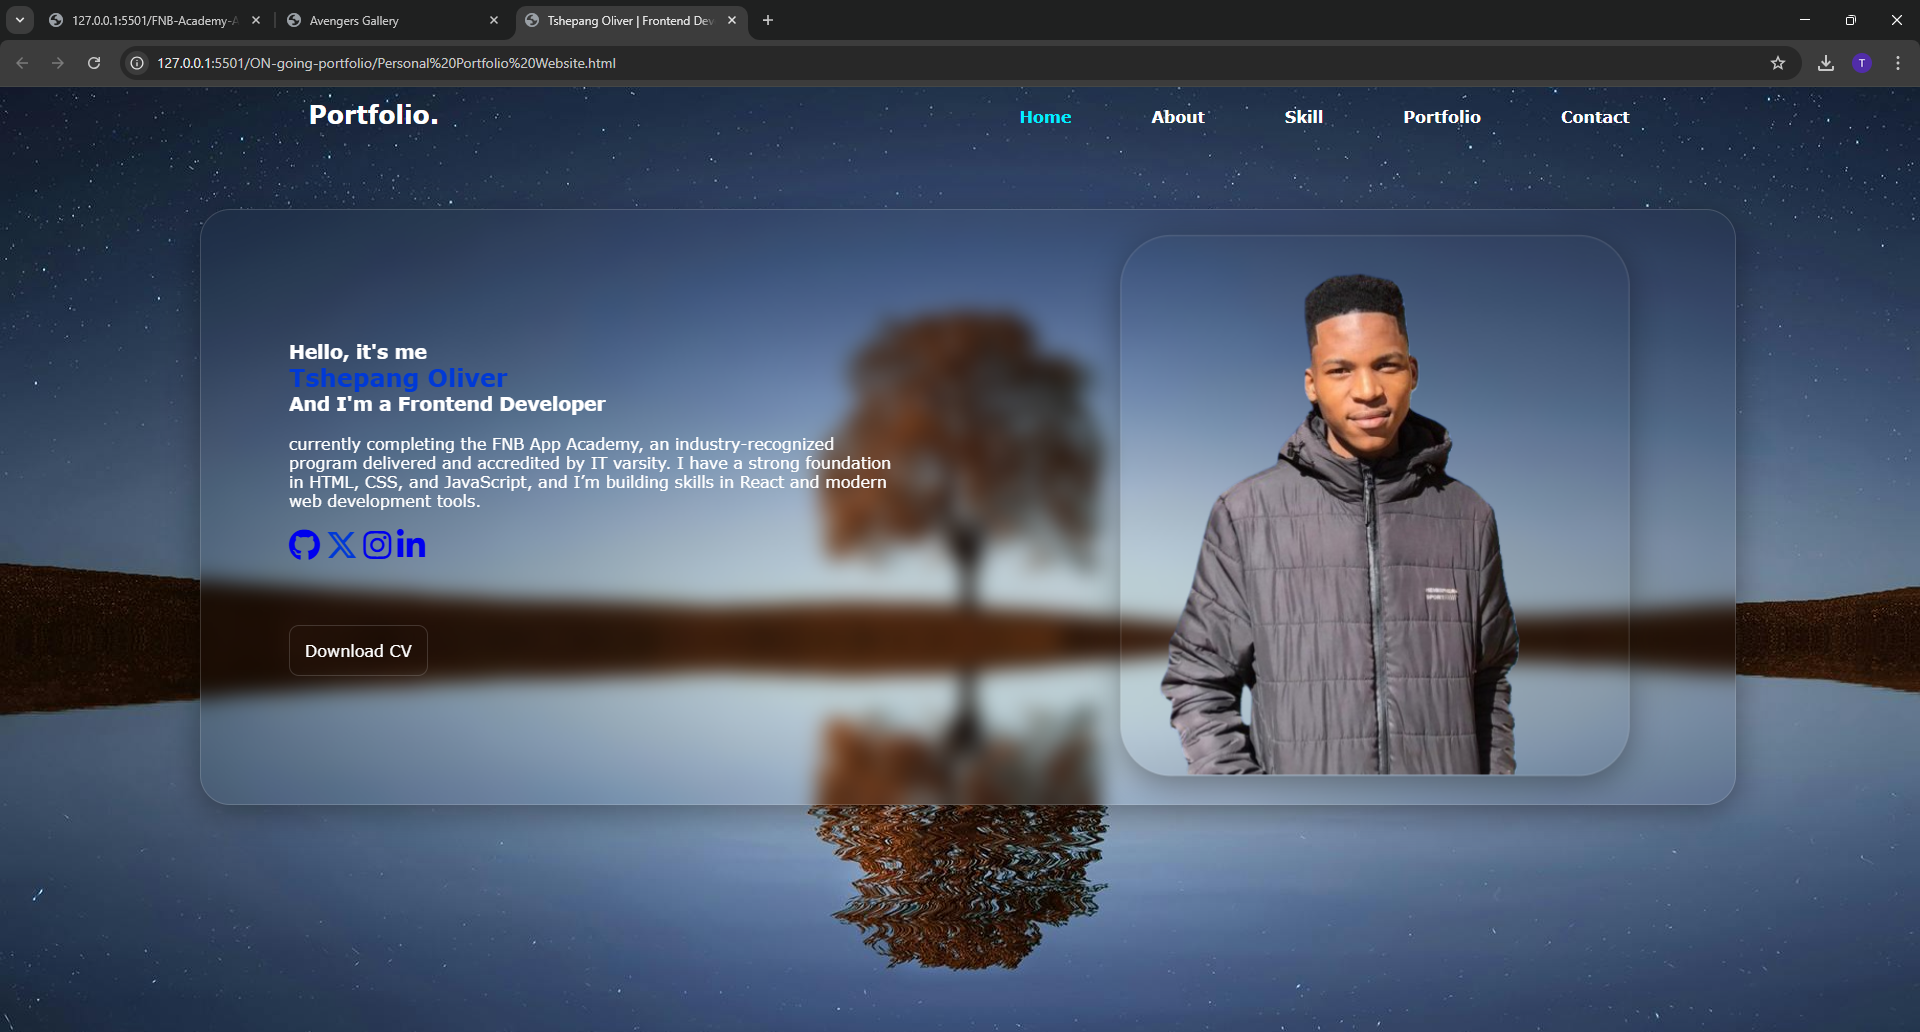 127.0.0.1:5501/FNB-Academy-A
Avengers Gallery
Tshepang Oliver | Frontend Dev
127.0.0.1:5501/ON-going-portfolio/Personal%20Portfolio%20Website.html
T
Portfolio.
Home
About
Skill
Portfolio
Contact
Hello, it's me
Tshepang Oliver
And I'm a Frontend Developer
currently completing the FNB App Academy, an industry-recognized
program delivered and accredited by IT varsity. I have a strong foundation
in HTML, CSS, and JavaScript, and I’m building skills in React and modern
web development tools.
Download CV